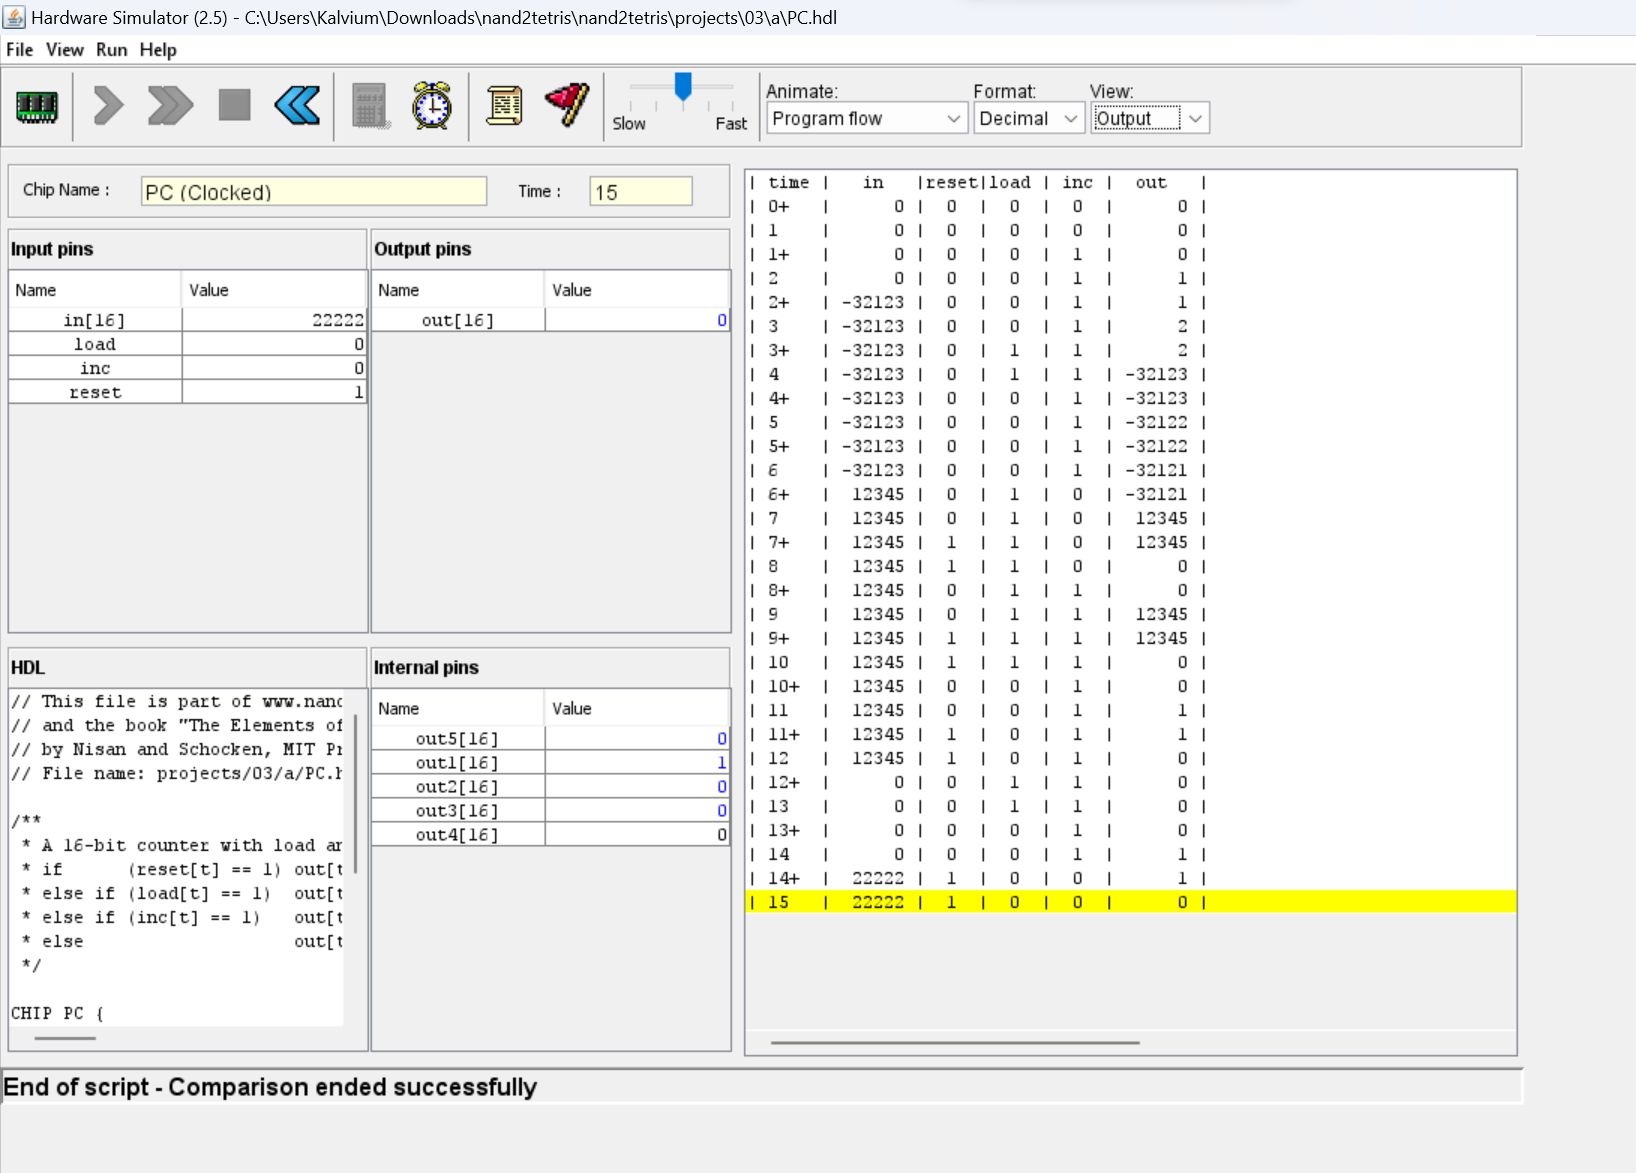 Hardware Simulator (2.5) - C:\Users\Kalvium\Downloads\nand2tetris\nand2tetris\projects\03\a\PC.hdl
File View Run Help
Slow Fast
Animate: Format: View:
Program flow Decimal Output
Chip Name : PC (Clocked) Time : 15
Input pins
Name Value
in[16] 22222
load 0
inc 0
reset 1
Output pins
Name Value
out[16] 0
HDL
// This file is part of www.nand
// and the book "The Elements of
// by Nisan and Schocken, MIT Pr
// File name: projects/03/a/PC.h
/**
* A 16-bit counter with load an
* if (reset[t] == 1) out[t
* else if (load[t] == 1) out[t
* else if (inc[t] == 1) out[t
* else out[t
*/
CHIP PC {
Internal pins
Name Value
out5[16] 0
out1[16] 1
out2[16] 0
out3[16] 0
out4[16] 0
| time | in |reset|load | inc | out |
| 0+ | 0 | 0 | 0 | 0 | 0 |
| 1 | 0 | 0 | 0 | 0 | 0 |
| 1+ | 0 | 0 | 0 | 1 | 0 |
| 2 | 0 | 0 | 0 | 1 | 1 |
| 2+ | -32123 | 0 | 0 | 1 | 1 |
| 3 | -32123 | 0 | 0 | 1 | 2 |
| 3+ | -32123 | 0 | 1 | 1 | 2 |
| 4 | -32123 | 0 | 1 | 1 | -32123 |
| 4+ | -32123 | 0 | 0 | 1 | -32123 |
| 5 | -32123 | 0 | 0 | 1 | -32122 |
| 5+ | -32123 | 0 | 0 | 1 | -32122 |
| 6 | -32123 | 0 | 0 | 1 | -32121 |
| 6+ | 12345 | 0 | 1 | 0 | -32121 |
| 7 | 12345 | 0 | 1 | 0 | 12345 |
| 7+ | 12345 | 1 | 1 | 0 | 12345 |
| 8 | 12345 | 1 | 1 | 0 | 0 |
| 8+ | 12345 | 0 | 1 | 1 | 0 |
| 9 | 12345 | 0 | 1 | 1 | 12345 |
| 9+ | 12345 | 1 | 1 | 1 | 12345 |
| 10 | 12345 | 1 | 1 | 1 | 0 |
| 10+ | 12345 | 0 | 0 | 1 | 0 |
| 11 | 12345 | 0 | 0 | 1 | 1 |
| 11+ | 12345 | 1 | 0 | 1 | 1 |
| 12 | 12345 | 1 | 0 | 1 | 0 |
| 12+ | 0 | 0 | 1 | 1 | 0 |
| 13 | 0 | 0 | 1 | 1 | 0 |
| 13+ | 0 | 0 | 0 | 1 | 0 |
| 14 | 0 | 0 | 0 | 1 | 1 |
| 14+ | 22222 | 1 | 0 | 0 | 1 |
| 15 | 22222 | 1 | 0 | 0 | 0 |
End of script - Comparison ended successfully